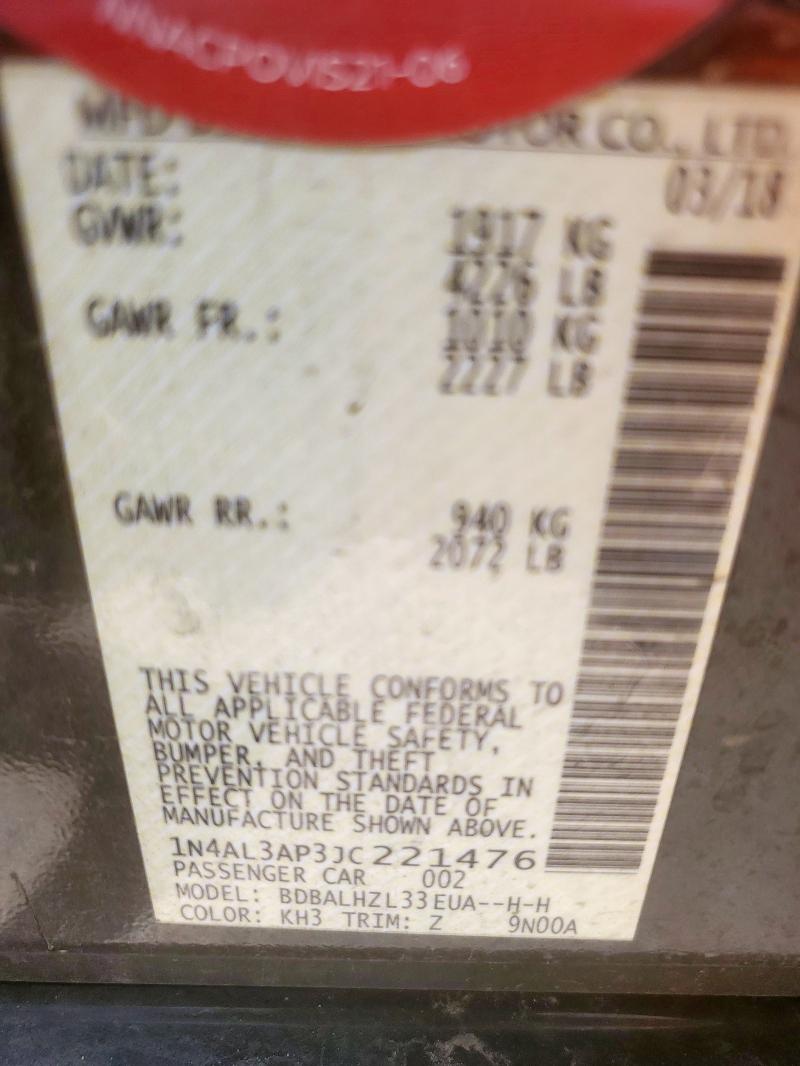 MFD
OTOR CO., LTD.
DATE: 03/18
GVWR: 1917 KG
4226 LB
GAWR FR.: 1010 KG
2227 LB
GAWR RR.: 940 KG
2072 LB
THIS VEHICLE CONFORMS TO
ALL APPLICABLE FEDERAL
MOTOR VEHICLE SAFETY,
BUMPER, AND THEFT
PREVENTION STANDARDS IN
EFFECT ON THE DATE OF
MANUFACTURE SHOWN ABOVE.
1N4AL3AP3JC221476
PASSENGER CAR 002
MODEL: BDBALHZL33EUA--H-H
COLOR: KH3 TRIM: Z 9N00A